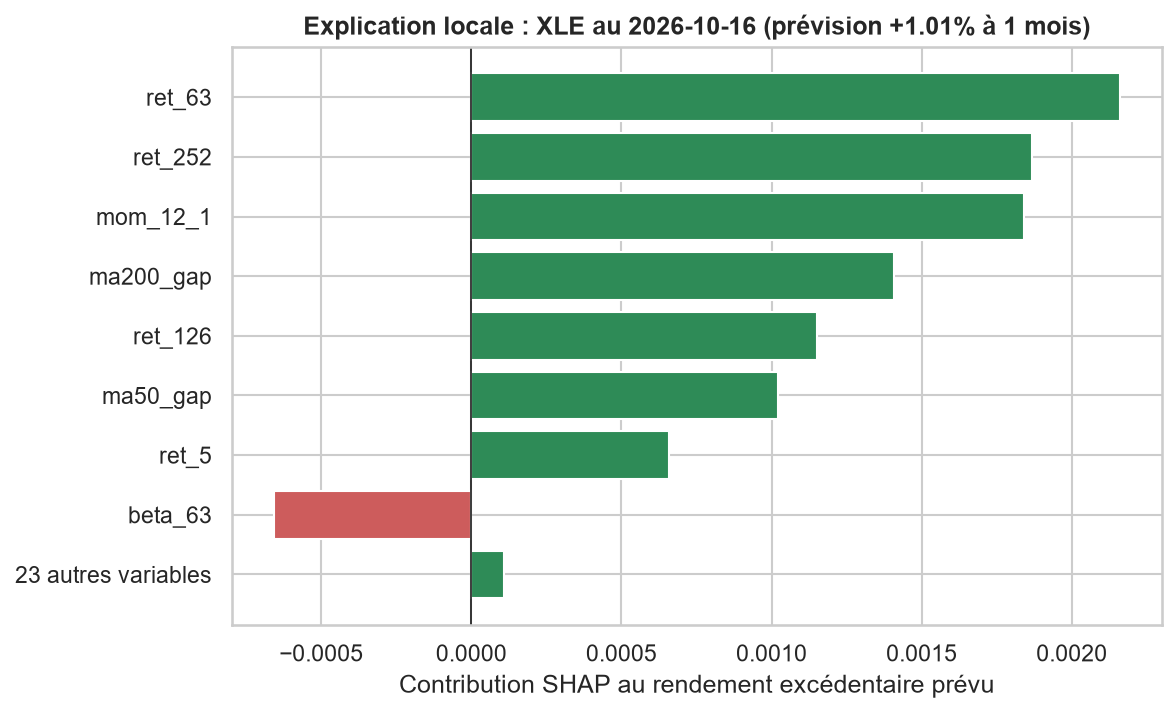 Explication locale : XLE au 2026-10-16 (prévision +1.01% à 1 mois)
ret_63
ret_252
mom_12_1
ma200_gap
ret_126
ma50_gap
ret_5
beta_63
23 autres variables
−0.0005 0.0000 0.0005 0.0010 0.0015 0.0020
Contribution SHAP au rendement excédentaire prévu